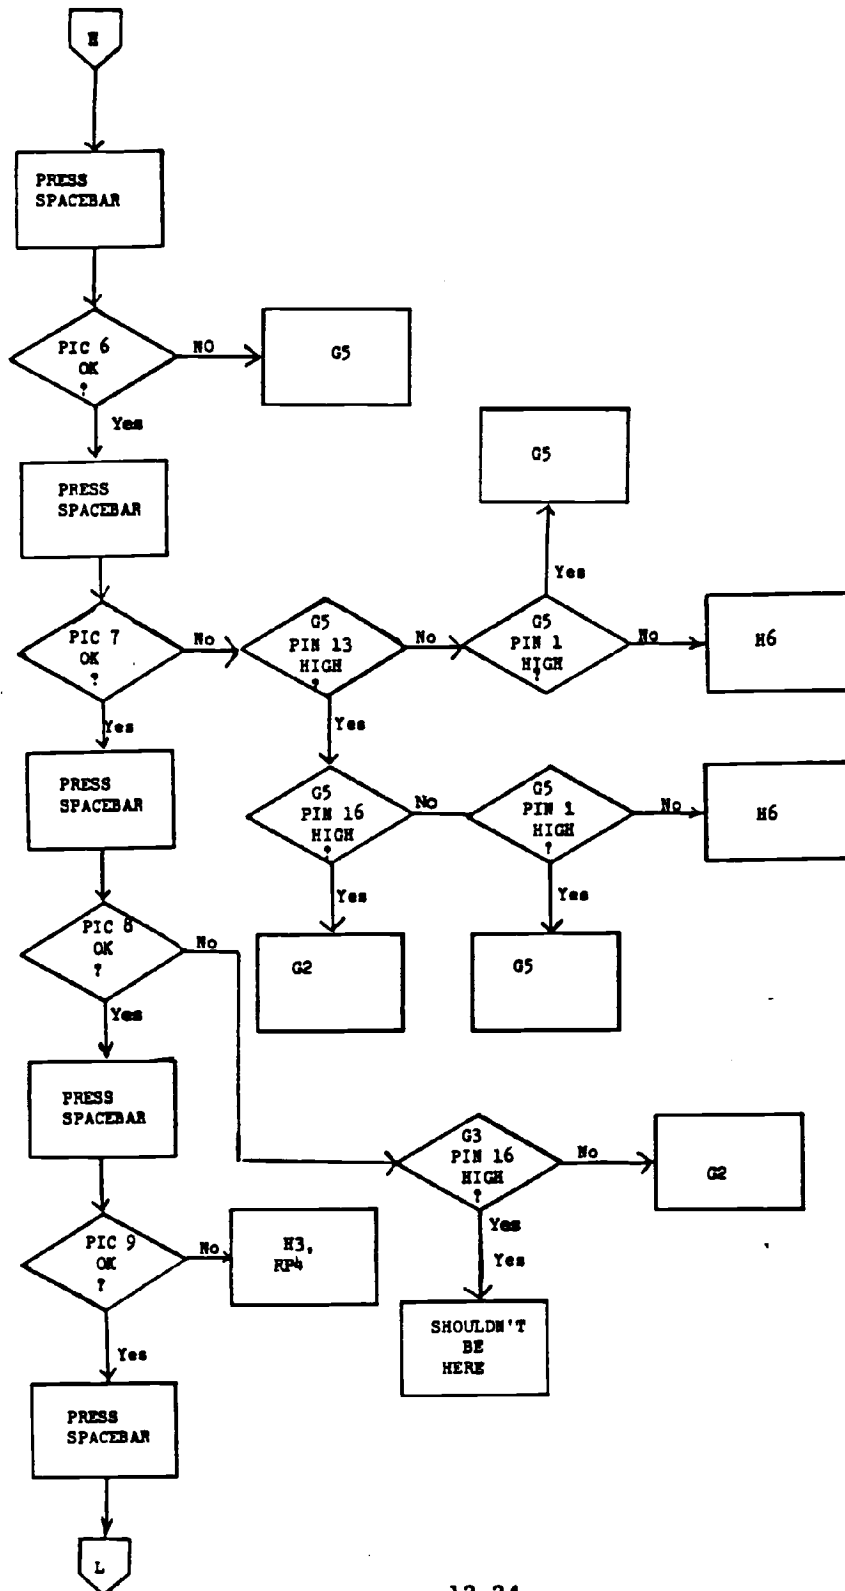 PRESS
SPACEBAR
PIC 6
OK
?
NO
G5
Yes
PRESS
SPACEBAR
G5
Yes
PIC 7
OK
?
No
G5
PIN 13
HIGH
?
No
G5
PIN 1
HIGH
?
No
H6
Yes
Yes
PRESS
SPACEBAR
G5
PIN 16
HIGH
?
No
G5
PIN 1
HIGH
?
No
H6
Yes
Yes
PIC 8
OK
?
No
G2
G5
Yes
PRESS
SPACEBAR
G3
PIN 16
HIGH
?
No
G2
Yes
Yes
PIC 9
OK
?
No
H3,
RP4
SHOULDN'T
BE
HERE
Yes
PRESS
SPACEBAR
L